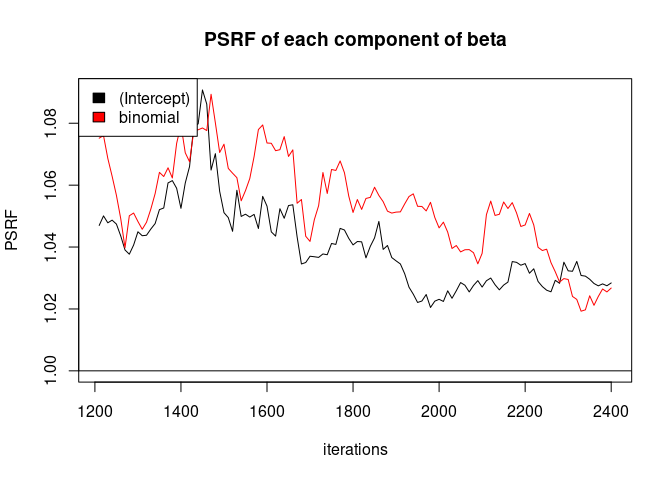 PSRF of each component of beta
(Intercept)
binomial
PSRF
1.08
1.06
1.04
1.02
1.00
1200 1400 1600 1800 2000 2200 2400
iterations